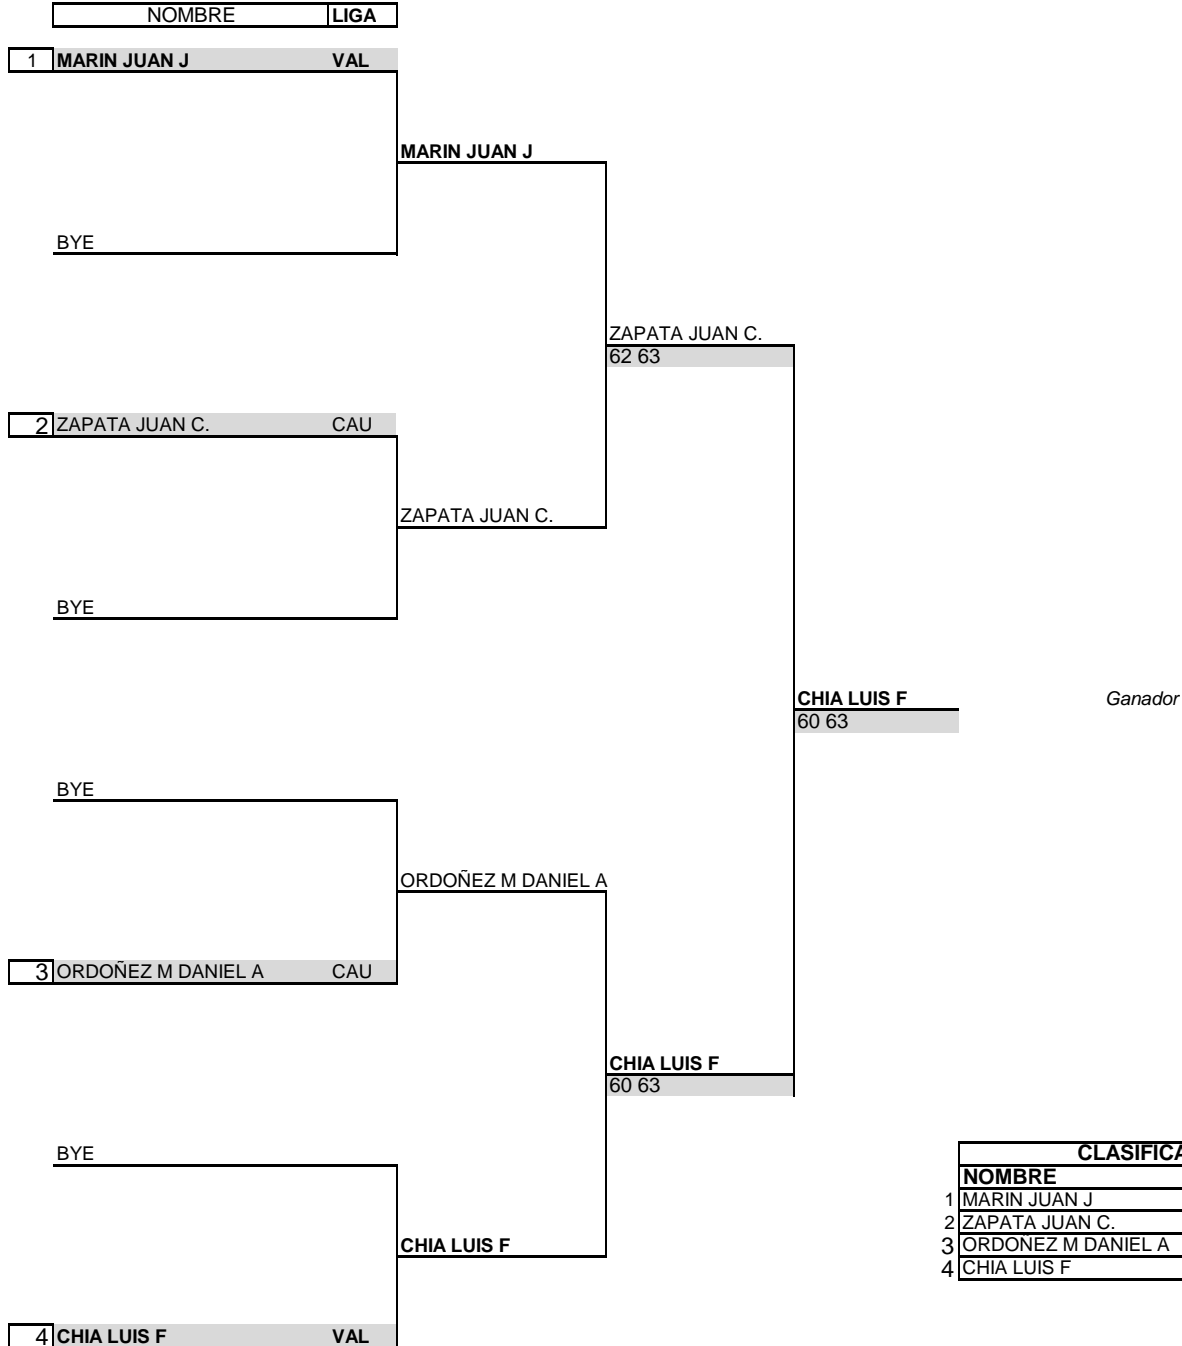 NOMBRE LIGA
1 MARIN JUAN J VAL
MARIN JUAN J
BYE
ZAPATA JUAN C.
62 63
2 ZAPATA JUAN C. CAU
ZAPATA JUAN C.
BYE
CHIA LUIS F Ganador
60 63
BYE
ORDOÑEZ M DANIEL A
3 ORDOÑEZ M DANIEL A CAU
CHIA LUIS F
60 63
BYE
CLASIFICA
NOMBRE
1 MARIN JUAN J
2 ZAPATA JUAN C.
3 ORDOÑEZ M DANIEL A
CHIA LUIS F
4 CHIA LUIS F
4 CHIA LUIS F VAL